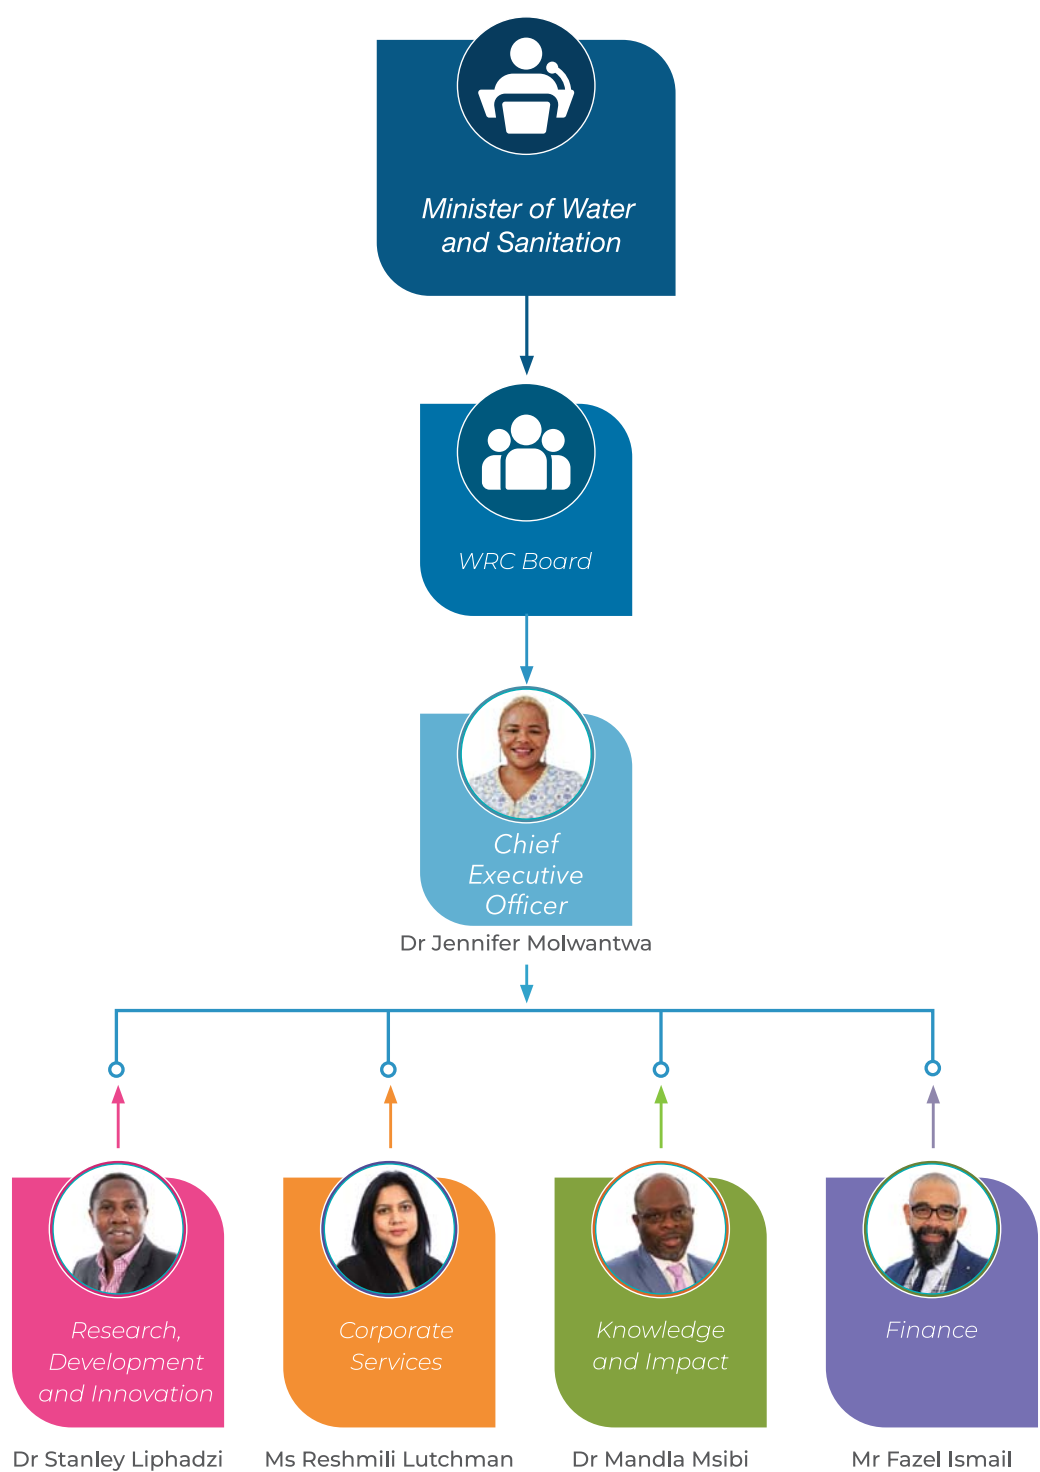 Minister of Water
and Sanitation
WRC Board
Chief
Executive
Officer
Dr Jennifer Molwantwa
Research,
Development
and Innovation
Dr Stanley Liphadzi
Corporate
Services
Ms Reshmili Lutchman
Knowledge
and Impact
Dr Mandla Msibi
Finance
Mr Fazel Ismail